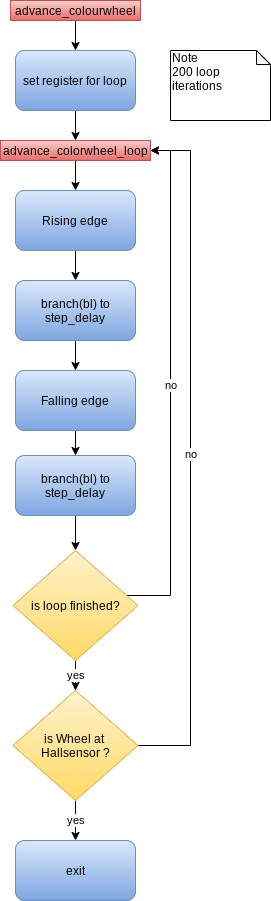 advance_colourwheel
set register for loop
Note
200 loop
iterations
advance_colorwheel_loop
Rising edge
branch(bl) to
step_delay
Falling edge
no
branch(bl) to
step_delay
no
is loop finished?
yes
is Wheel at
Hallsensor ?
yes
exit